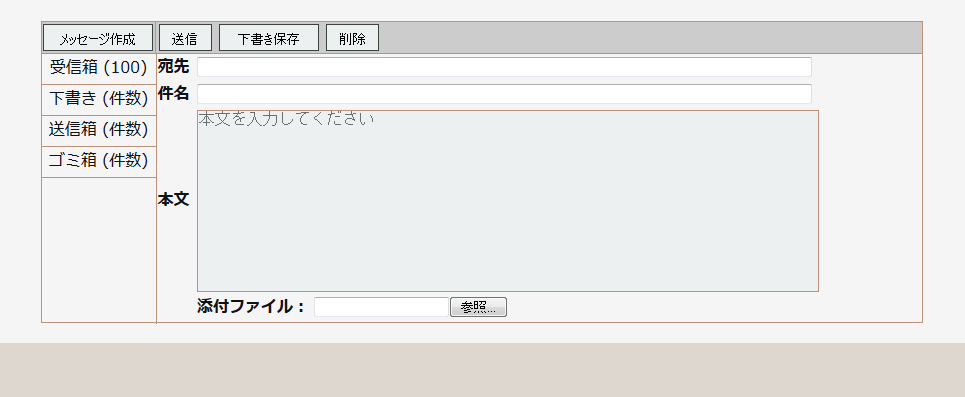 メッセージ作成 送信 下書き保存 削除
受信箱 (100)
下書き (件数)
送信箱 (件数)
ゴミ箱 (件数)
宛先
件名
本文
本文を入力してください
添付ファイル： 参照...